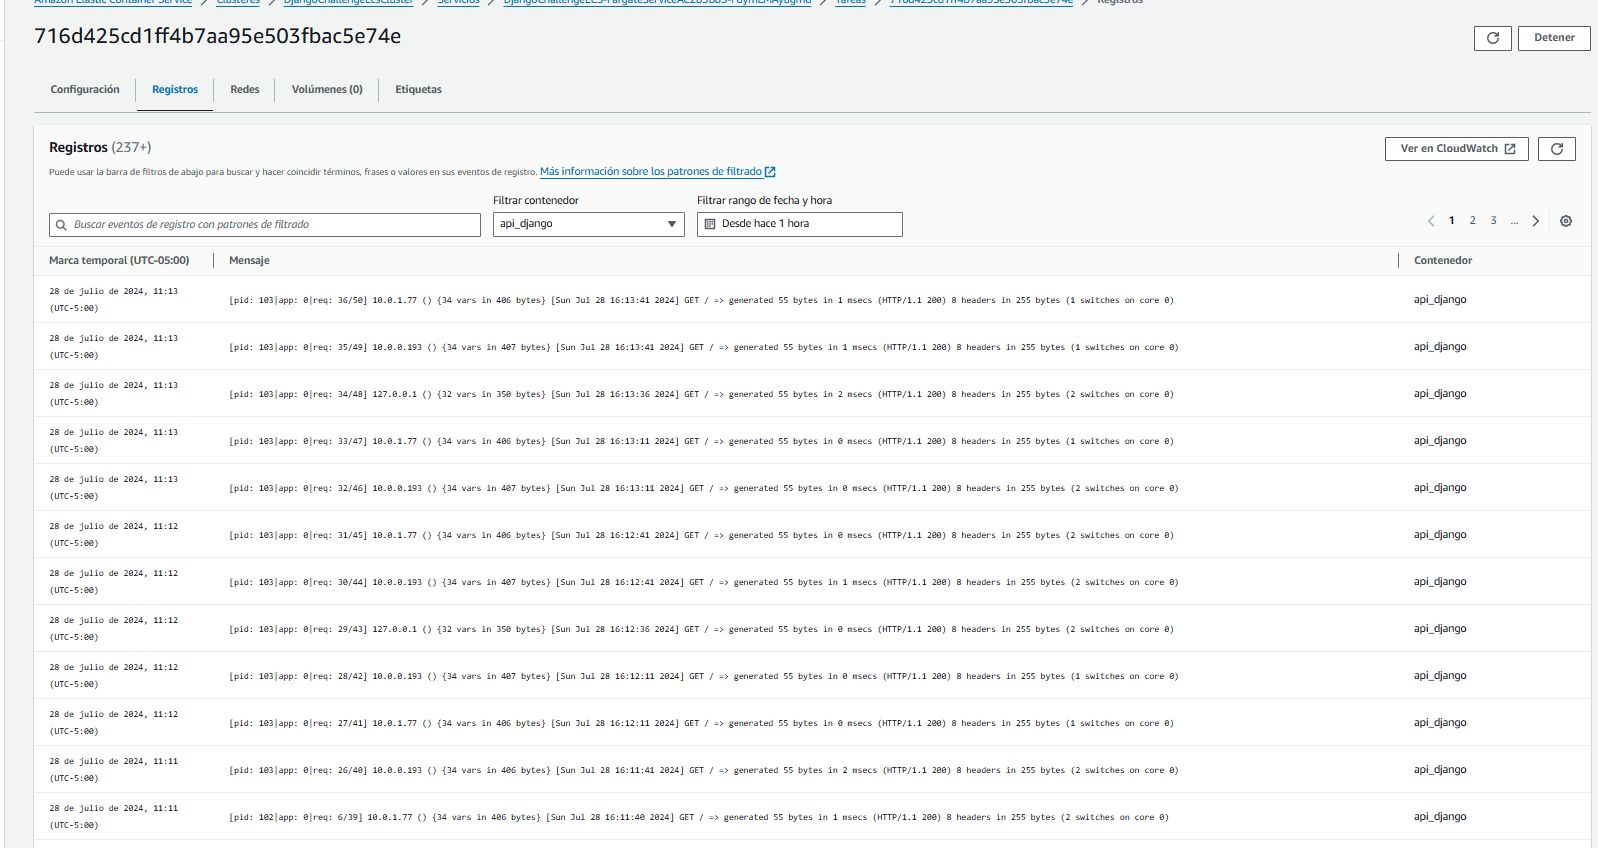 Amazon Elastic Container Service > Clústeres > DjangoChallengeEcsCluster > Servicios > > Tareas > 716d425cd1ff4b7aa95e503fbac5e74e > Registros
716d425cd1ff4b7aa95e503fbac5e74e
Detener
Configuración Registros Redes Volúmenes (0) Etiquetas
Registros (237+)
Ver en CloudWatch
Puede usar la barra de filtros de abajo para buscar y hacer coincidir términos, frases o valores en sus eventos de registro. Más información sobre los patrones de filtrado
Filtrar contenedor Filtrar rango de fecha y hora
Buscar eventos de registro con patrones de filtrado api_django Desde hace 1 hora 1 2 3 ...
Marca temporal (UTC-05:00) Mensaje Contenedor
28 de julio de 2024, 11:13
(UTC-5:00)
[pid: 103|app: 0|req: 36/50] 10.0.1.77 () {34 vars in 406 bytes} [Sun Jul 28 16:13:41 2024] GET / => generated 55 bytes in 1 msecs (HTTP/1.1 200) 8 headers in 255 bytes (1 switches on core 0) api_django
28 de julio de 2024, 11:13
(UTC-5:00)
[pid: 103|app: 0|req: 35/49] 10.0.0.193 () {34 vars in 407 bytes} [Sun Jul 28 16:13:41 2024] GET / => generated 55 bytes in 1 msecs (HTTP/1.1 200) 8 headers in 255 bytes (1 switches on core 0) api_django
28 de julio de 2024, 11:13
(UTC-5:00)
[pid: 103|app: 0|req: 34/48] 127.0.0.1 () {32 vars in 350 bytes} [Sun Jul 28 16:13:36 2024] GET / => generated 55 bytes in 2 msecs (HTTP/1.1 200) 8 headers in 255 bytes (2 switches on core 0) api_django
28 de julio de 2024, 11:13
(UTC-5:00)
[pid: 103|app: 0|req: 33/47] 10.0.1.77 () {34 vars in 406 bytes} [Sun Jul 28 16:13:11 2024] GET / => generated 55 bytes in 0 msecs (HTTP/1.1 200) 8 headers in 255 bytes (1 switches on core 0) api_django
28 de julio de 2024, 11:13
(UTC-5:00)
[pid: 103|app: 0|req: 32/46] 10.0.0.193 () {34 vars in 407 bytes} [Sun Jul 28 16:13:11 2024] GET / => generated 55 bytes in 0 msecs (HTTP/1.1 200) 8 headers in 255 bytes (2 switches on core 0) api_django
28 de julio de 2024, 11:12
(UTC-5:00)
[pid: 103|app: 0|req: 31/45] 10.0.1.77 () {34 vars in 406 bytes} [Sun Jul 28 16:12:41 2024] GET / => generated 55 bytes in 0 msecs (HTTP/1.1 200) 8 headers in 255 bytes (2 switches on core 0) api_django
28 de julio de 2024, 11:12
(UTC-5:00)
[pid: 103|app: 0|req: 30/44] 10.0.0.193 () {34 vars in 407 bytes} [Sun Jul 28 16:12:41 2024] GET / => generated 55 bytes in 1 msecs (HTTP/1.1 200) 8 headers in 255 bytes (2 switches on core 0) api_django
28 de julio de 2024, 11:12
(UTC-5:00)
[pid: 103|app: 0|req: 29/43] 127.0.0.1 () {32 vars in 350 bytes} [Sun Jul 28 16:12:36 2024] GET / => generated 55 bytes in 0 msecs (HTTP/1.1 200) 8 headers in 255 bytes (2 switches on core 0) api_django
28 de julio de 2024, 11:12
(UTC-5:00)
[pid: 103|app: 0|req: 28/42] 10.0.0.193 () {34 vars in 407 bytes} [Sun Jul 28 16:12:11 2024] GET / => generated 55 bytes in 0 msecs (HTTP/1.1 200) 8 headers in 255 bytes (1 switches on core 0) api_django
28 de julio de 2024, 11:12
(UTC-5:00)
[pid: 103|app: 0|req: 27/41] 10.0.1.77 () {34 vars in 406 bytes} [Sun Jul 28 16:12:11 2024] GET / => generated 55 bytes in 0 msecs (HTTP/1.1 200) 8 headers in 255 bytes (1 switches on core 0) api_django
28 de julio de 2024, 11:11
(UTC-5:00)
[pid: 103|app: 0|req: 26/40] 10.0.0.193 () {34 vars in 406 bytes} [Sun Jul 28 16:11:41 2024] GET / => generated 55 bytes in 2 msecs (HTTP/1.1 200) 8 headers in 255 bytes (2 switches on core 0) api_django
28 de julio de 2024, 11:11
(UTC-5:00)
[pid: 102|app: 0|req: 6/39] 10.0.1.77 () {34 vars in 406 bytes} [Sun Jul 28 16:11:40 2024] GET / => generated 55 bytes in 1 msecs (HTTP/1.1 200) 8 headers in 255 bytes (2 switches on core 0) api_django